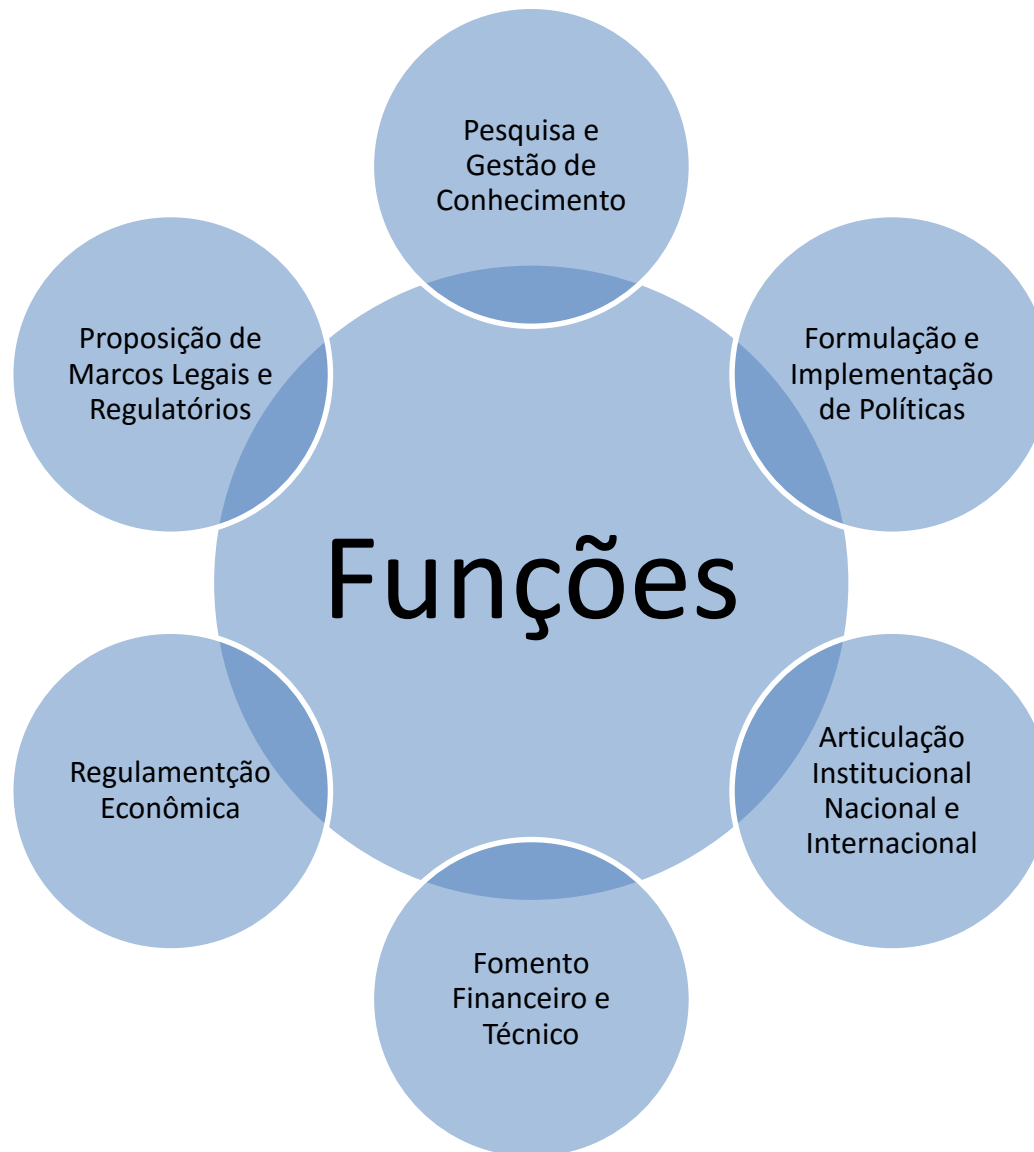 Pesquisa e
Gestão de
Conhecimento
Formulação e
Implementação
de Políticas
Articulação
Institucional
Nacional e
Internacional
Fomento
Financeiro e
Técnico
Regulamentção
Econômica
Proposição de
Marcos Legais e
Regulatórios
Funções